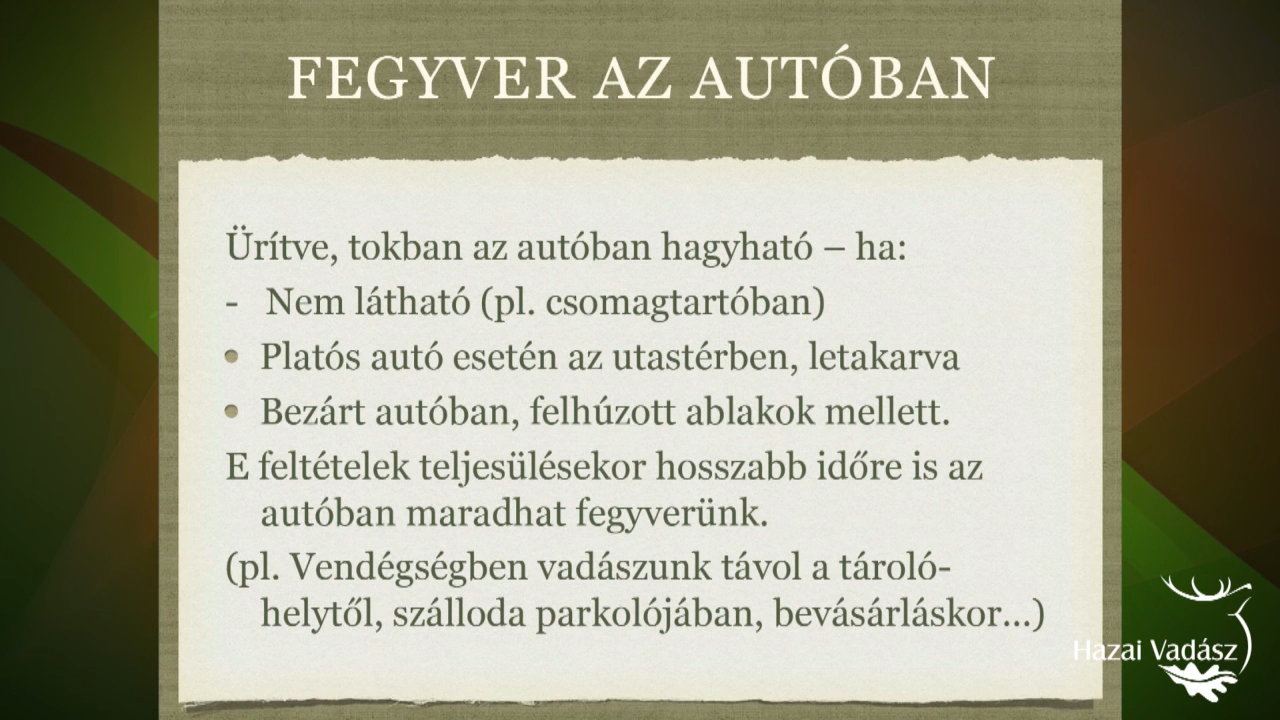 FEGYVER AZ AUTÓBAN
Ürítve, tokban az autóban hagyható – ha:
- Nem látható (pl. csomagtartóban)
• Platós autó esetén az utastérben, letakarva
• Bezárt autóban, felhúzott ablakok mellett.
E feltételek teljesülésekor hosszabb időre is az
autóban maradhat fegyverünk.
(pl. Vendégségben vadászunk távol a tároló-
helytől, szálloda parkolójában, bevásárláskor...)
Hazai Vadász